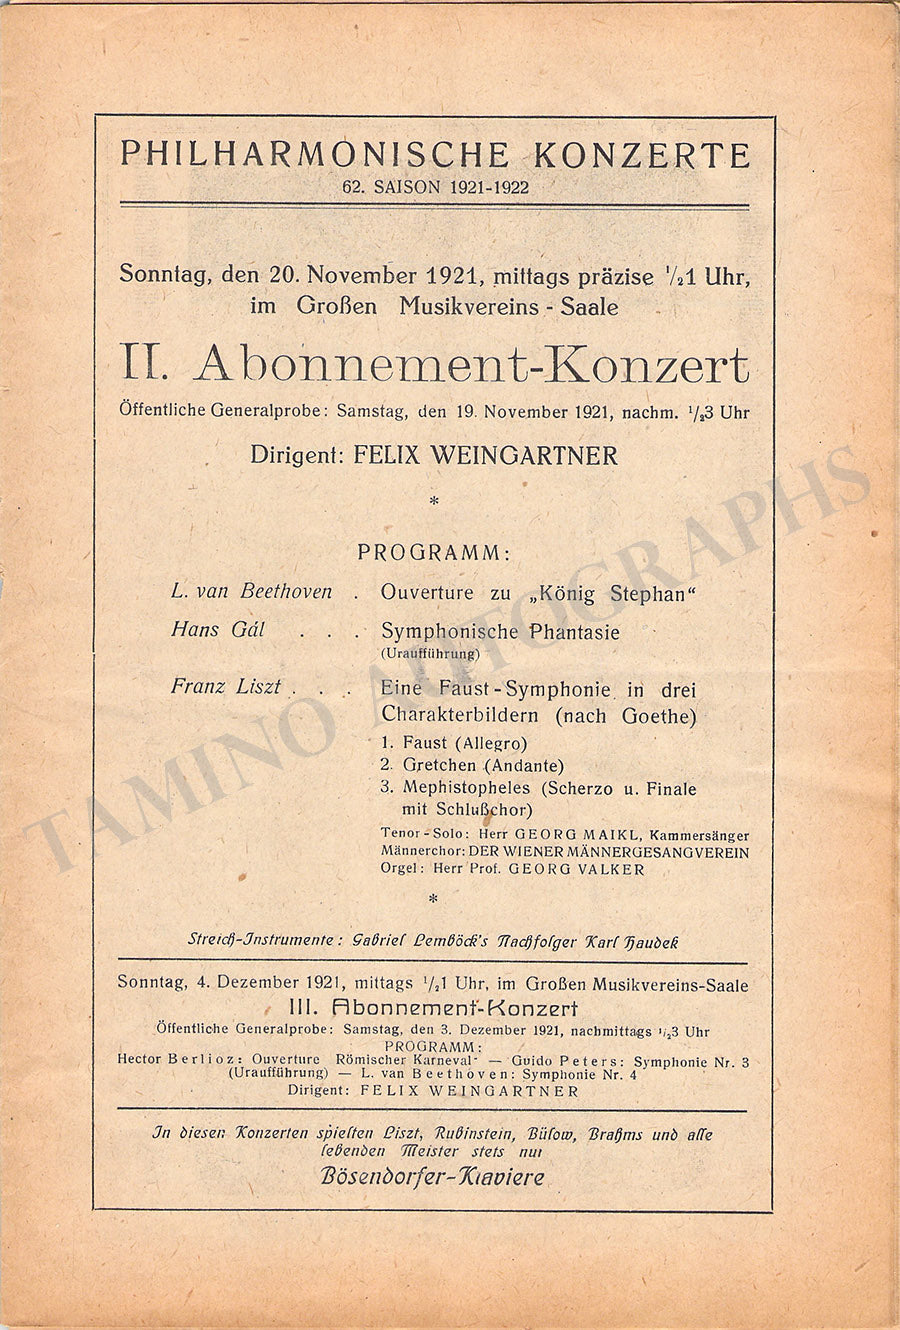 PHILHARMONISCHE KONZERTE
62. SAISON 1921-1922
Sonntag, den 20. November 1921, mittags präzise 1/2 1 Uhr,
im Großen Musikvereins-Saale
II. Abonnement-Konzert
Öffentliche Generalprobe: Samstag, den 19. November 1921, nachm. 1/2 3 Uhr
Dirigent: FELIX WEINGARTNER
*
PROGRAMM:
L. van Beethoven . Ouverture zu „König Stephan“
Hans Gál . . . Symphonische Phantasie
(Uraufführung)
Franz Liszt . . . Eine Faust-Symphonie in drei
Charakterbildern (nach Goethe)
1. Faust (Allegro)
2. Gretchen (Andante)
3. Mephistopheles (Scherzo u. Finale
mit Schlußchor)
Tenor-Solo: Herr GEORG MAIKL, Kammersänger
Männerchor: DER WIENER MÄNNERGESANGVEREIN
Orgel: Herr Prof. GEORG VALKER
*
Streich-Instrumente: Gabriel Lemböck's Nachfolger Karl Haudek
Sonntag, 4. Dezember 1921, mittags 1/2 1 Uhr, im Großen Musikvereins-Saale
III. Abonnement-Konzert
Öffentliche Generalprobe: Samstag, den 3. Dezember 1921, nachmittags 1/2 3 Uhr
PROGRAMM:
Hector Berlioz: Ouverture Römischer Karneval — Guido Peters: Symphonie Nr. 3
(Uraufführung) — L. van Beethoven: Symphonie Nr. 4
Dirigent: FELIX WEINGARTNER
In diesen Konzerten spielten Liszt, Rubinstein, Bülow, Brahms und alle
lebenden Meister stets nur
Bösendorfer-Klaviere
TAMINO AUTOGRAPHS